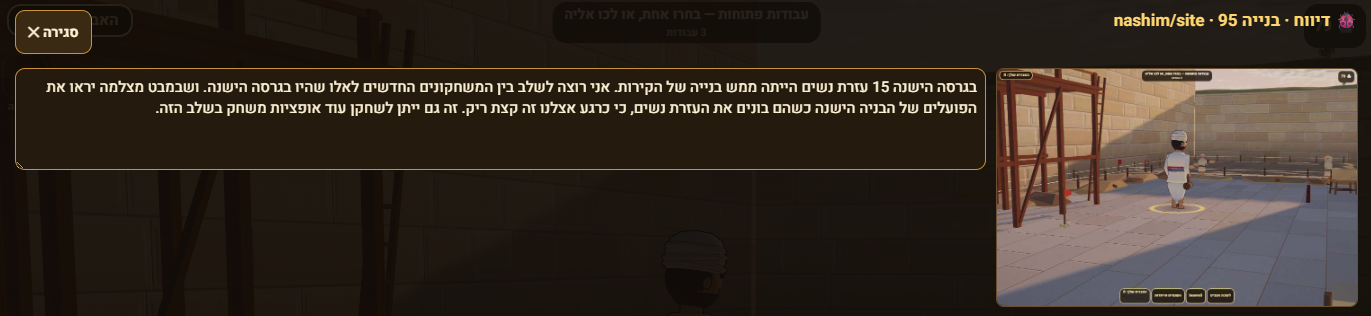 דיווח · בנייה 95 · nashim/site
סגירה ✕
עבודות פתוחות — בחרו אחת, או לכו אליה
3 עבודות
בגרסה הישנה 15 עזרת נשים הייתה ממש בנייה של הקירות. אני רוצה לשלב בין המשחקונים החדשים לאלו שהיו בגרסה הישנה. ושבמבט מצלמה יראו את
הפועלים של הבניה הישנה כשהם בונים את העזרת נשים, כי כרגע אצלנו זה קצת ריק. זה גם ייתן לשחקן עוד אופציות משחק בשלב הזה.